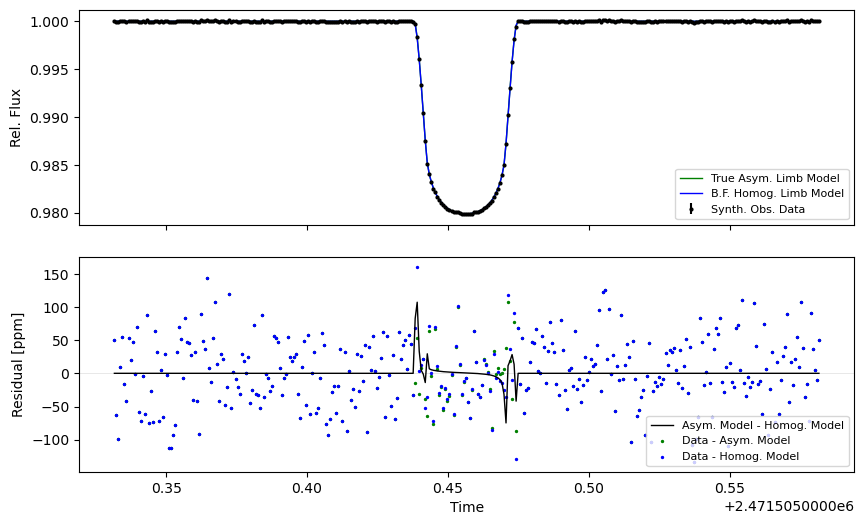 1.000
0.995
0.990
0.985
0.980
Rel. Flux
True Asym. Limb Model
B.F. Homog. Limb Model
Synth. Obs. Data
150
100
50
0
−50
−100
Residual [ppm]
Asym. Model - Homog. Model
Data - Asym. Model
Data - Homog. Model
0.35
0.40
0.45
0.50
0.55
Time
+2.4715050000e6